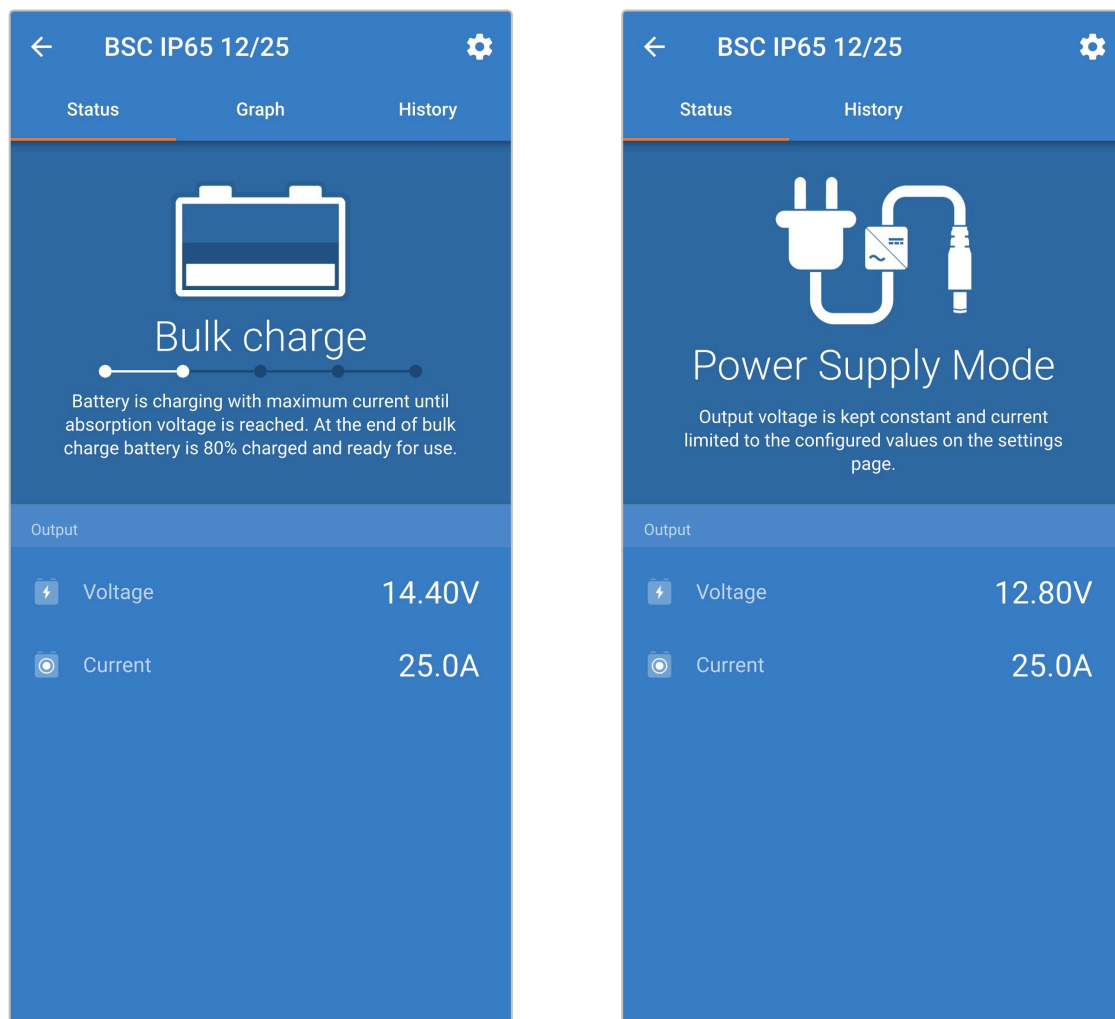 BSC IP65 12/25
Status Graph History
Bulk charge
Battery is charging with maximum current until
absorption voltage is reached. At the end of bulk
charge battery is 80% charged and ready for use.
Output
Voltage 14.40V
Current 25.0A
BSC IP65 12/25
Status History
Power Supply Mode
Output voltage is kept constant and current
limited to the configured values on the settings
page.
Output
Voltage 12.80V
Current 25.0A